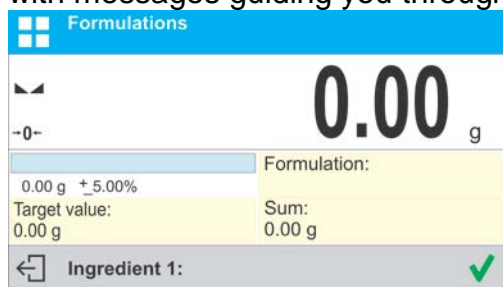 with messages guiding you through
Formulations
0.00 g
→0←
0.00 g ±5.00%
Formulation:
Target value:
0.00 g
Sum:
0.00 g
Ingredient 1: